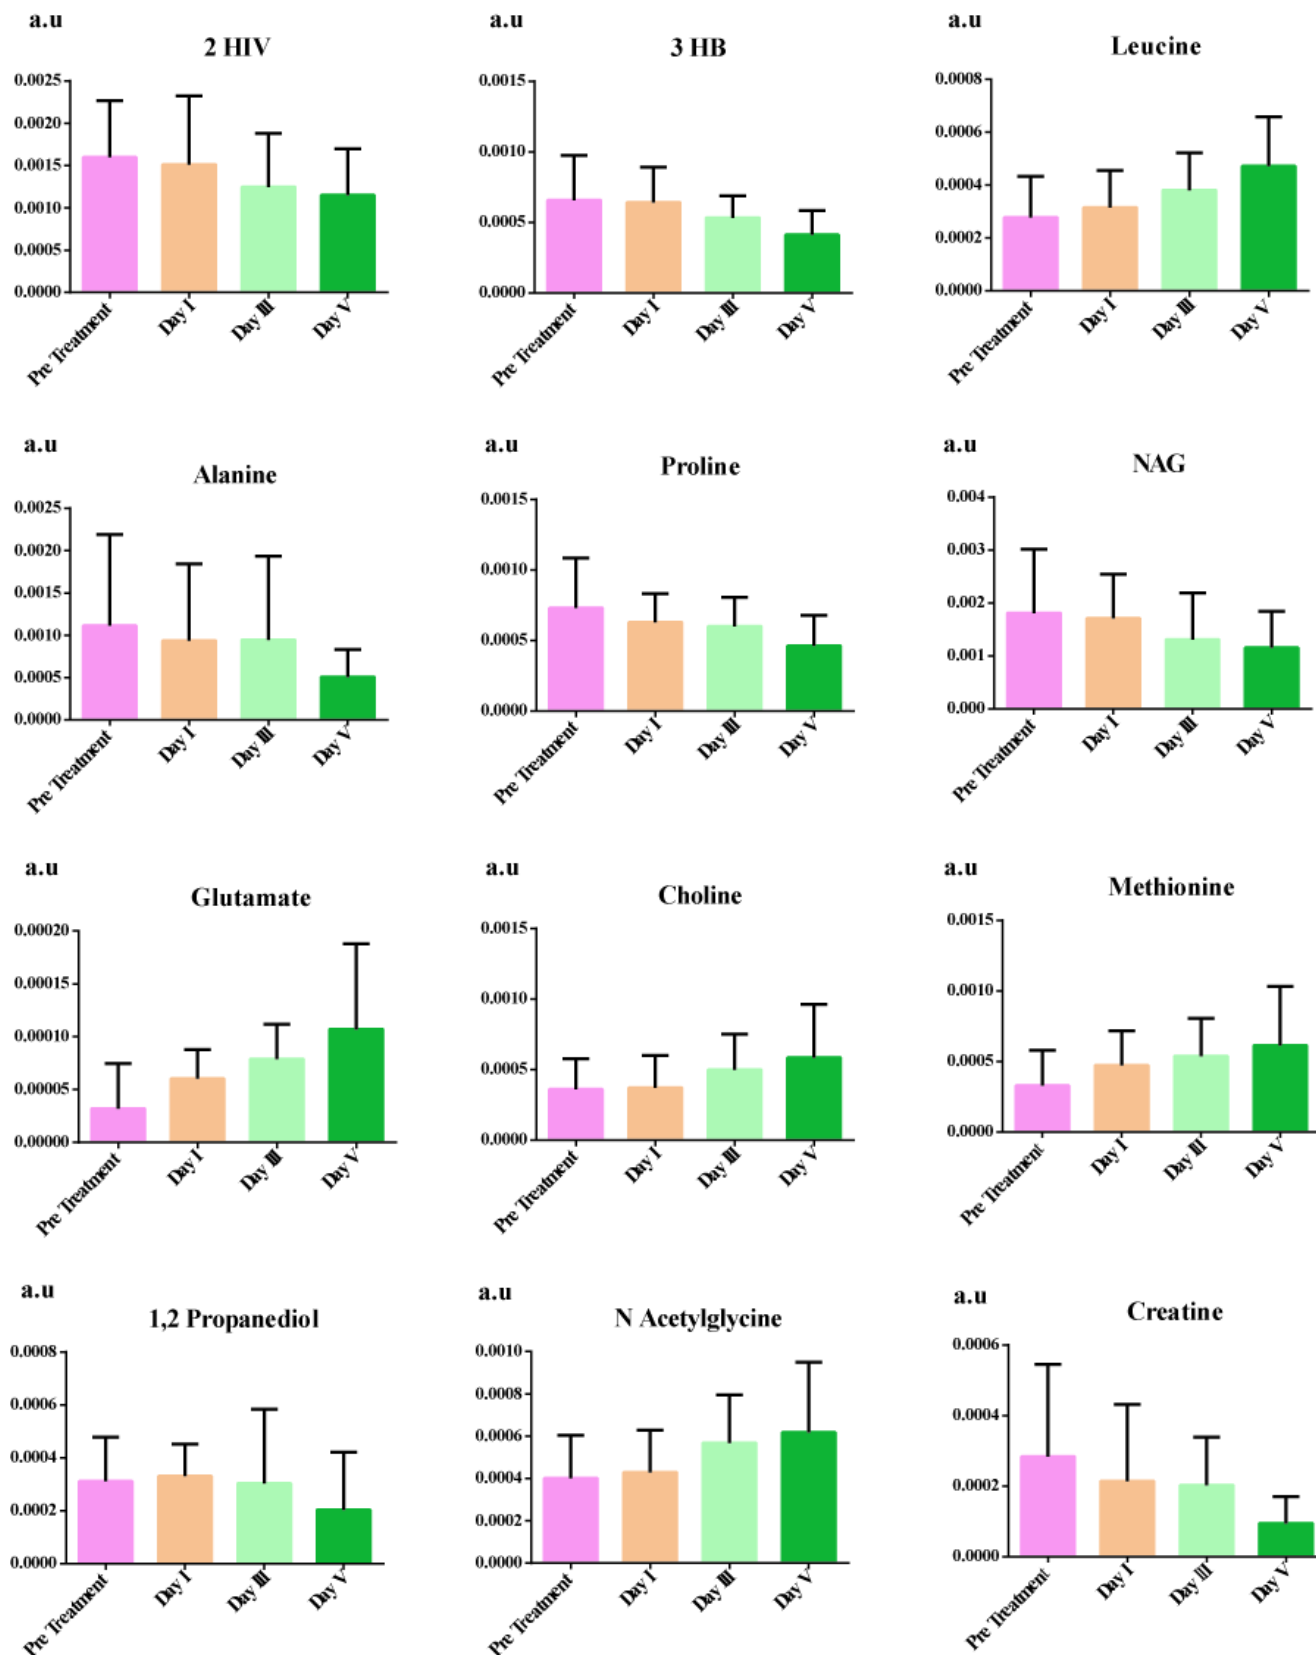 a.u
2 HIV
0.0025
0.0020
0.0015
0.0010
0.0005
0.0000
Pre Treatment
Day I
Day III
Day V
a.u
3 HB
0.0015
0.0010
0.0005
0.0000
Pre Treatment
Day I
Day III
Day V
a.u
Leucine
0.0008
0.0006
0.0004
0.0002
0.0000
Pre Treatment
Day I
Day III
Day V
a.u
Alanine
0.0025
0.0020
0.0015
0.0010
0.0005
0.0000
Pre Treatment
Day I
Day III
Day V
a.u
Proline
0.0015
0.0010
0.0005
0.0000
Pre Treatment
Day I
Day III
Day V
a.u
NAG
0.004
0.003
0.002
0.001
0.000
Pre Treatment
Day I
Day III
Day V
a.u
Glutamate
0.00020
0.00015
0.00010
0.00005
0.00000
Pre Treatment
Day I
Day III
Day V
a.u
Choline
0.0015
0.0010
0.0005
0.0000
Pre Treatment
Day I
Day III
Day V
a.u
Methionine
0.0015
0.0010
0.0005
0.0000
Pre Treatment
Day I
Day III
Day V
a.u
1,2 Propanediol
0.0008
0.0006
0.0004
0.0002
0.0000
Pre Treatment
Day I
Day III
Day V
a.u
N Acetylglycine
0.0010
0.0008
0.0006
0.0004
0.0002
0.0000
Pre Treatment
Day I
Day III
Day V
a.u
Creatine
0.0006
0.0004
0.0002
0.0000
Pre Treatment
Day I
Day III
Day V